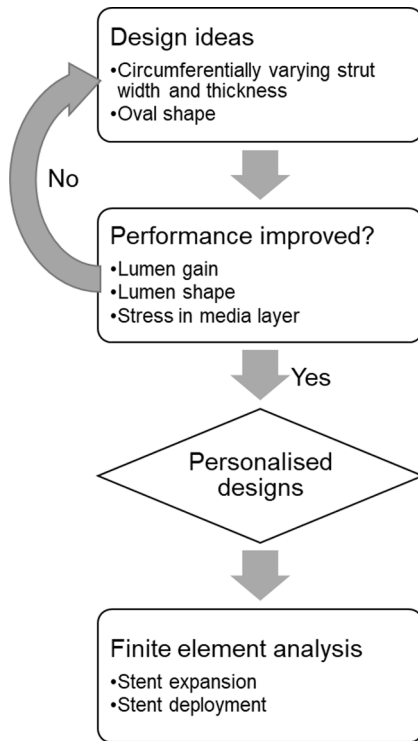 Design ideas
•Circumferentially varying strut
width and thickness
•Oval shape
No
Performance improved?
•Lumen gain
•Lumen shape
•Stress in media layer
Yes
Personalised
designs
Finite element analysis
•Stent expansion
•Stent deployment